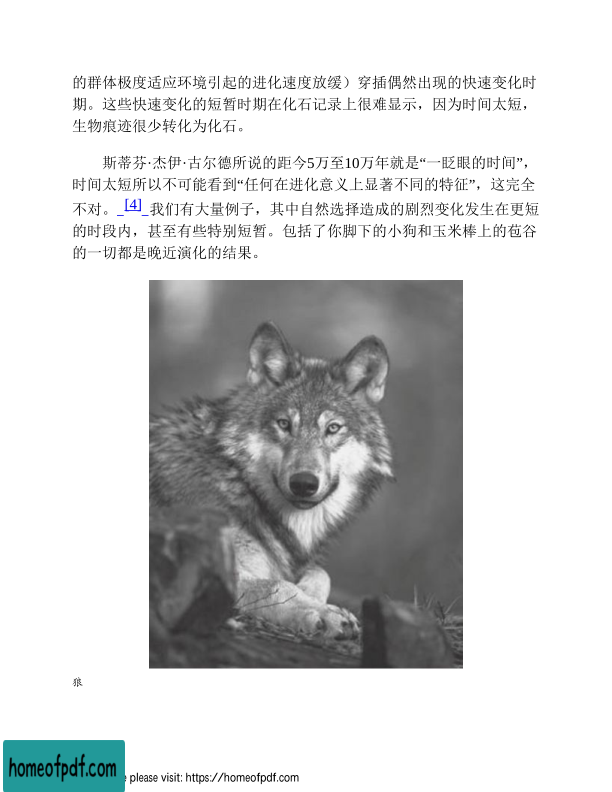 的群体极度适应环境引起的进化速度放缓）穿插偶然出现的快速变化时
期。这些快速变化的短暂时期在化石记录上很难显示，因为时间太短，
生物痕迹很少转化为化石。
斯蒂芬·杰伊·古尔德所说的距今5万至10万年就是“一眨眼的时间”，
时间太短所以不可能看到“任何在进化意义上显著不同的特征”，这完全
不对。_[4]_我们有大量例子，其中自然选择造成的剧烈变化发生在更短
的时段内，甚至有些特别短暂。包括了你脚下的小狗和玉米棒上的苞谷
的一切都是晚近演化的结果。
狼
homeofpdf.com
e please visit: https://homeofpdf.com